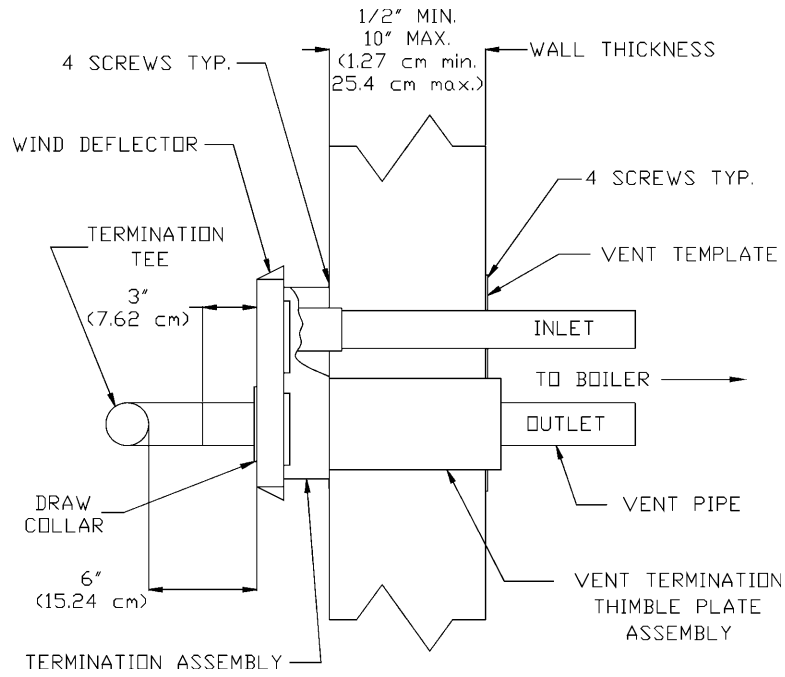 1/2" MIN.
10" MAX.
(1.27 cm min.
25.4 cm max.)
WALL THICKNESS
4 SCREWS TYP.
WIND DEFLECTOR
4 SCREWS TYP.
TERMINATION
TEE
VENT TEMPLATE
3"
(7.62 cm)
INLET
TO BOILER
OUTLET
DRAW
COLLAR
VENT PIPE
6"
(15.24 cm)
VENT TERMINATION
THIMBLE PLATE
ASSEMBLY
TERMINATION ASSEMBLY